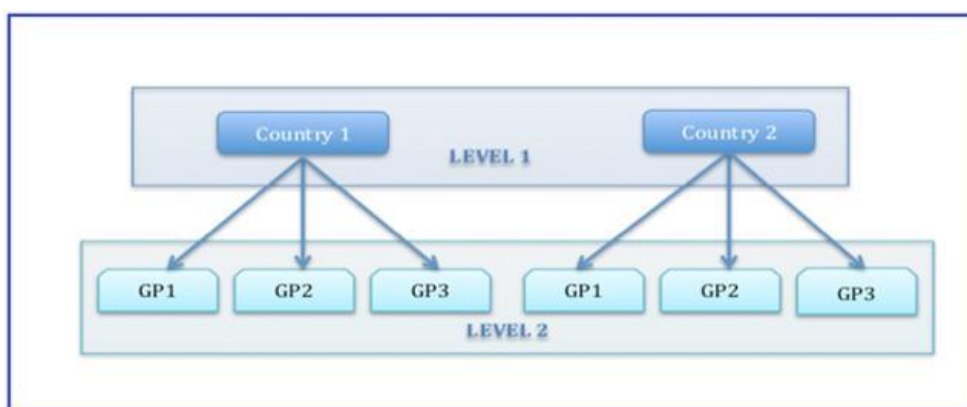 Country 1
Country 2
LEVEL 1
GP1
GP2
GP3
GP1
GP2
GP3
LEVEL 2